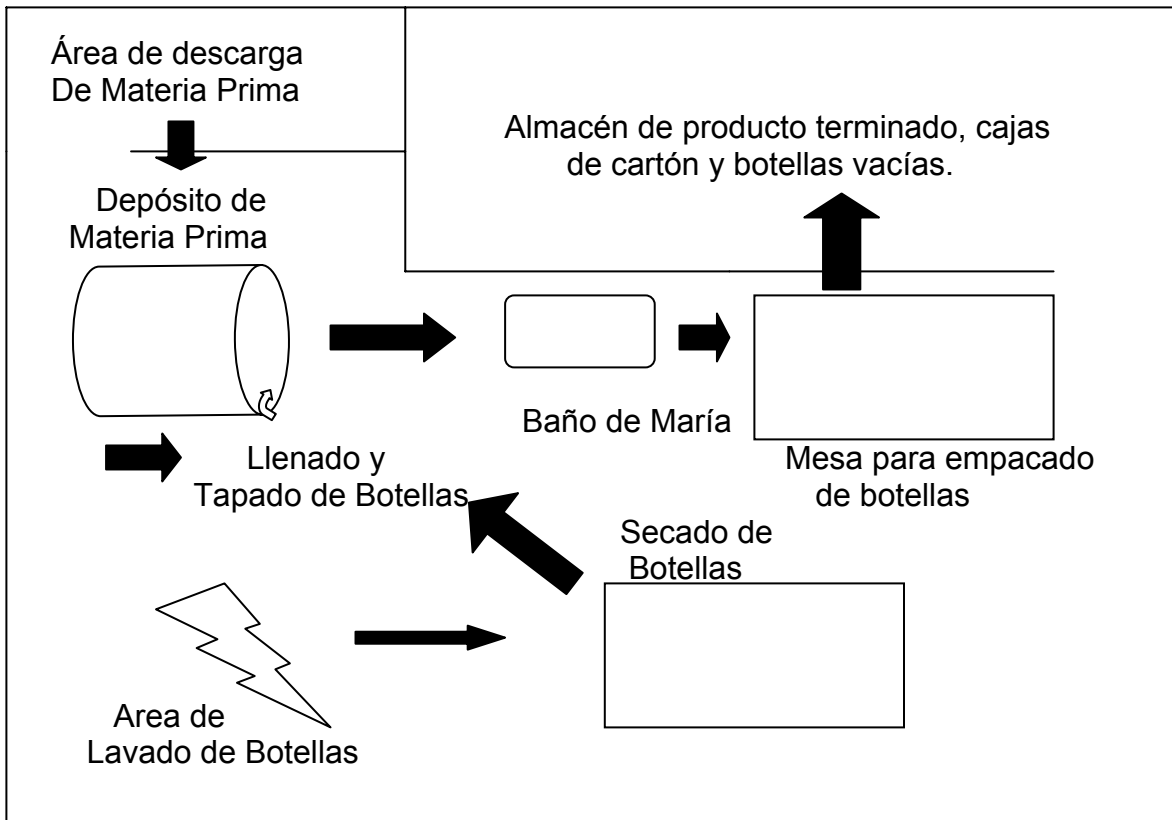 Área de descarga
De Materia Prima
Almacén de producto terminado, cajas
de cartón y botellas vacías.
Depósito de
Materia Prima
Baño de María
Llenado y
Tapado de Botellas
Mesa para empacado
de botellas
Secado de
Botellas
Area de
Lavado de Botellas